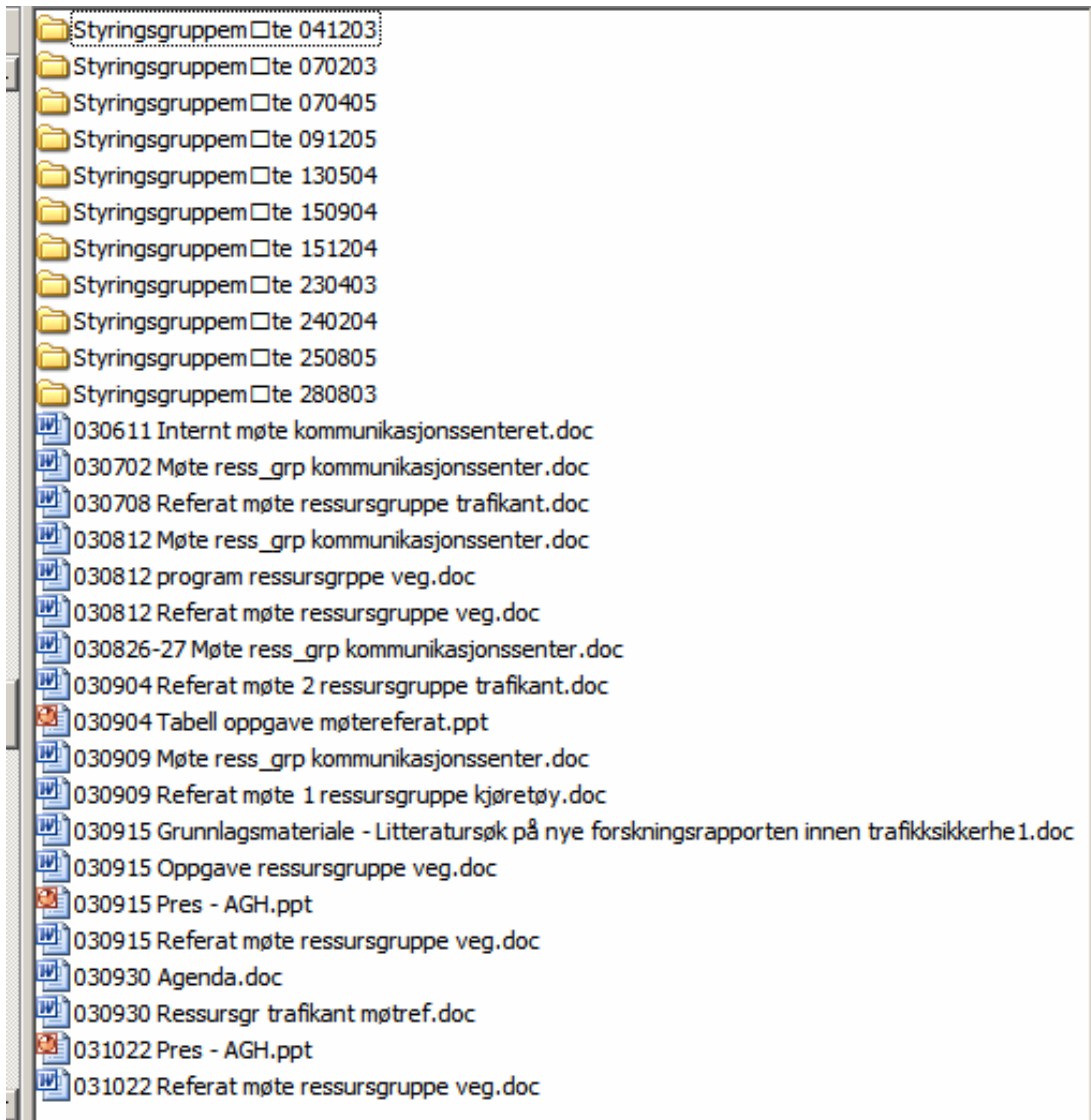 Styringsgruppem□te 041203
Styringsgruppem□te 070203
Styringsgruppem□te 070405
Styringsgruppem□te 091205
Styringsgruppem□te 130504
Styringsgruppem□te 150904
Styringsgruppem□te 151204
Styringsgruppem□te 230403
Styringsgruppem□te 240204
Styringsgruppem□te 250805
Styringsgruppem□te 280803
030611 Internt møte kommunikasjonssenteret.doc
030702 Møte ress_grp kommunikasjonssenter.doc
030708 Referat møte ressursgruppe trafikant.doc
030812 Møte ress_grp kommunikasjonssenter.doc
030812 program ressursgrppe veg.doc
030812 Referat møte ressursgruppe veg.doc
030826-27 Møte ress_grp kommunikasjonssenter.doc
030904 Referat møte 2 ressursgruppe trafikant.doc
030904 Tabell oppgave møtereferat.ppt
030909 Møte ress_grp kommunikasjonssenter.doc
030909 Referat møte 1 ressursgruppe kjøretøy.doc
030915 Grunnlagsmateriale - Litteratursøk på nye forskningsrapporten innen trafikksikkerhe1.doc
030915 Oppgave ressursgruppe veg.doc
030915 Pres - AGH.ppt
030915 Referat møte ressursgruppe veg.doc
030930 Agenda.doc
030930 Ressursgr trafikant møtref.doc
031022 Pres - AGH.ppt
031022 Referat møte ressursgruppe veg.doc